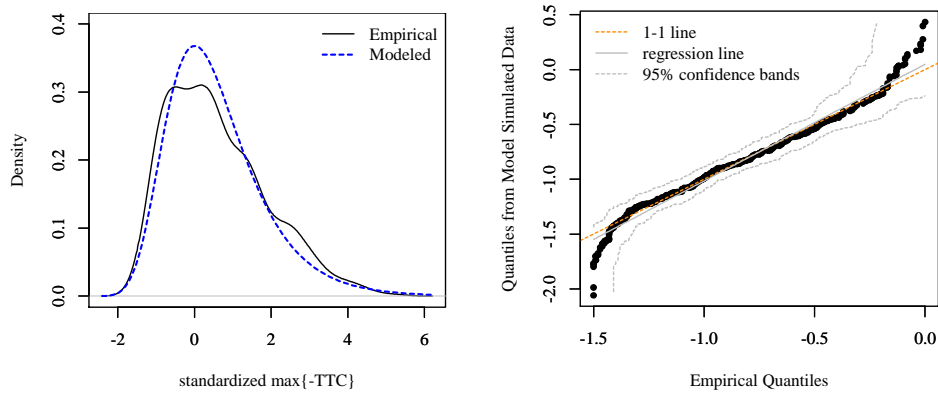 Empirical
Modeled
Density
0.0
0.1
0.2
0.3
0.4
-2
0
2
4
6
standardized max{-TTC}
1-1 line
regression line
95% confidence bands
Quantiles from Model Simulated Data
0.5
0.0
-0.5
-1.0
-1.5
-2.0
-1.5
-1.0
-0.5
0.0
Empirical Quantiles